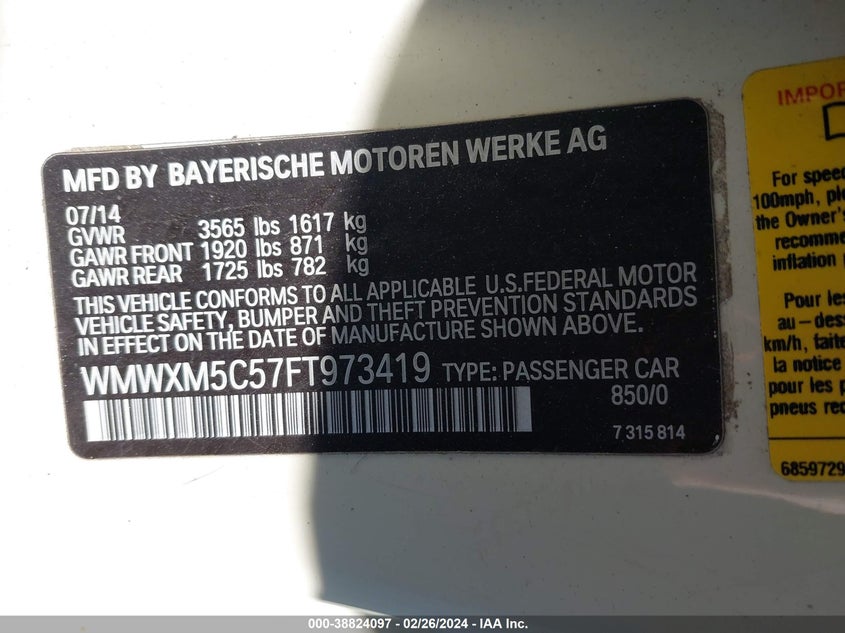 MFD BY BAYERISCHE MOTOREN WERKE AG
07/14
GVWR 3565 lbs 1617 kg
GAWR FRONT 1920 lbs 871 kg
GAWR REAR 1725 lbs 782 kg
THIS VEHICLE CONFORMS TO ALL APPLICABLE U.S.FEDERAL MOTOR
VEHICLE SAFETY, BUMPER AND THEFT PREVENTION STANDARDS
IN EFFECT ON THE DATE OF MANUFACTURE SHOWN ABOVE.
WMWXM5C57FT973419 TYPE: PASSENGER CAR
850/0
7 315 814
IMPOR
For speed
100mph, ple
the Owner's
recomme
inflation
Pour les
au-dess
km/h, faite
la notice
pour les p
pneus rec
6859729
000-38824097 - 02/26/2024 - IAA Inc.